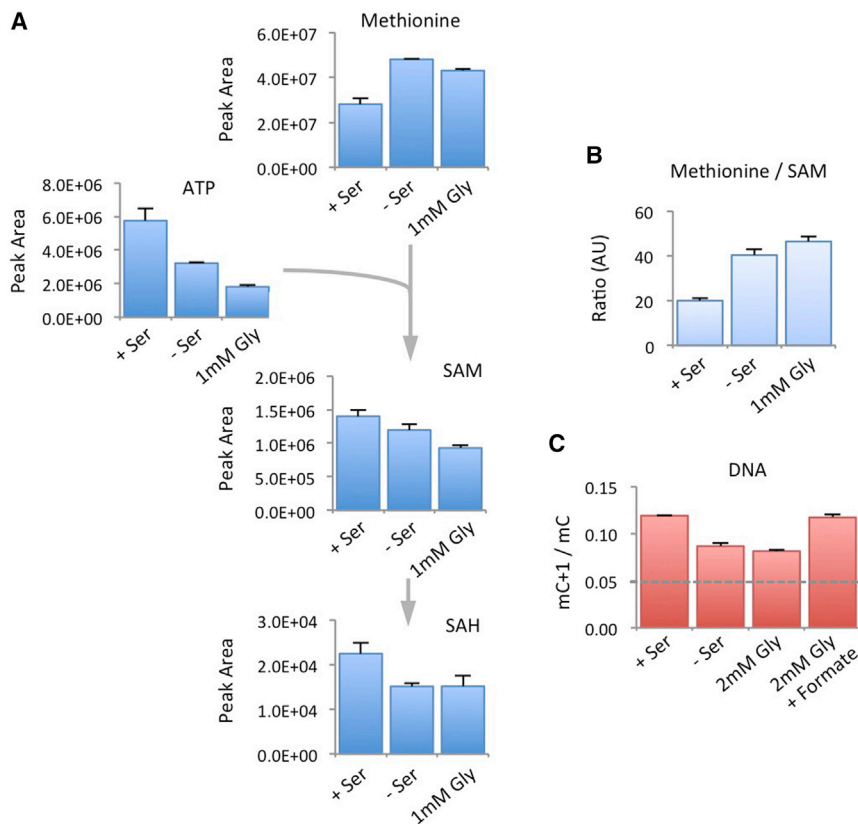 A
Methionine
Peak Area
6.0E+07
4.0E+07
2.0E+07
0.0E+00
+ Ser
- Ser
1mM Gly
ATP
Peak Area
8.0E+06
6.0E+06
4.0E+06
2.0E+06
0.0E+00
+ Ser
- Ser
1mM Gly
SAM
Peak Area
2.0E+06
1.5E+06
1.0E+06
5.0E+05
0.0E+00
+ Ser
- Ser
1mM Gly
SAH
Peak Area
3.0E+04
2.0E+04
1.0E+04
0.0E+00
+ Ser
- Ser
1mM Gly
B
Methionine / SAM
Ratio (AU)
60
40
20
0
+ Ser
- Ser
1mM Gly
C
DNA
mC+1 / mC
0.15
0.10
0.05
0.00
+ Ser
- Ser
2mM Gly
2mM Gly
+ Formate